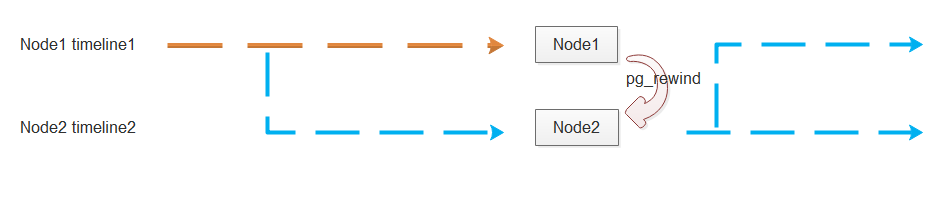 Node1 timeline1
Node1
pg_rewind
Node2 timeline2
Node2